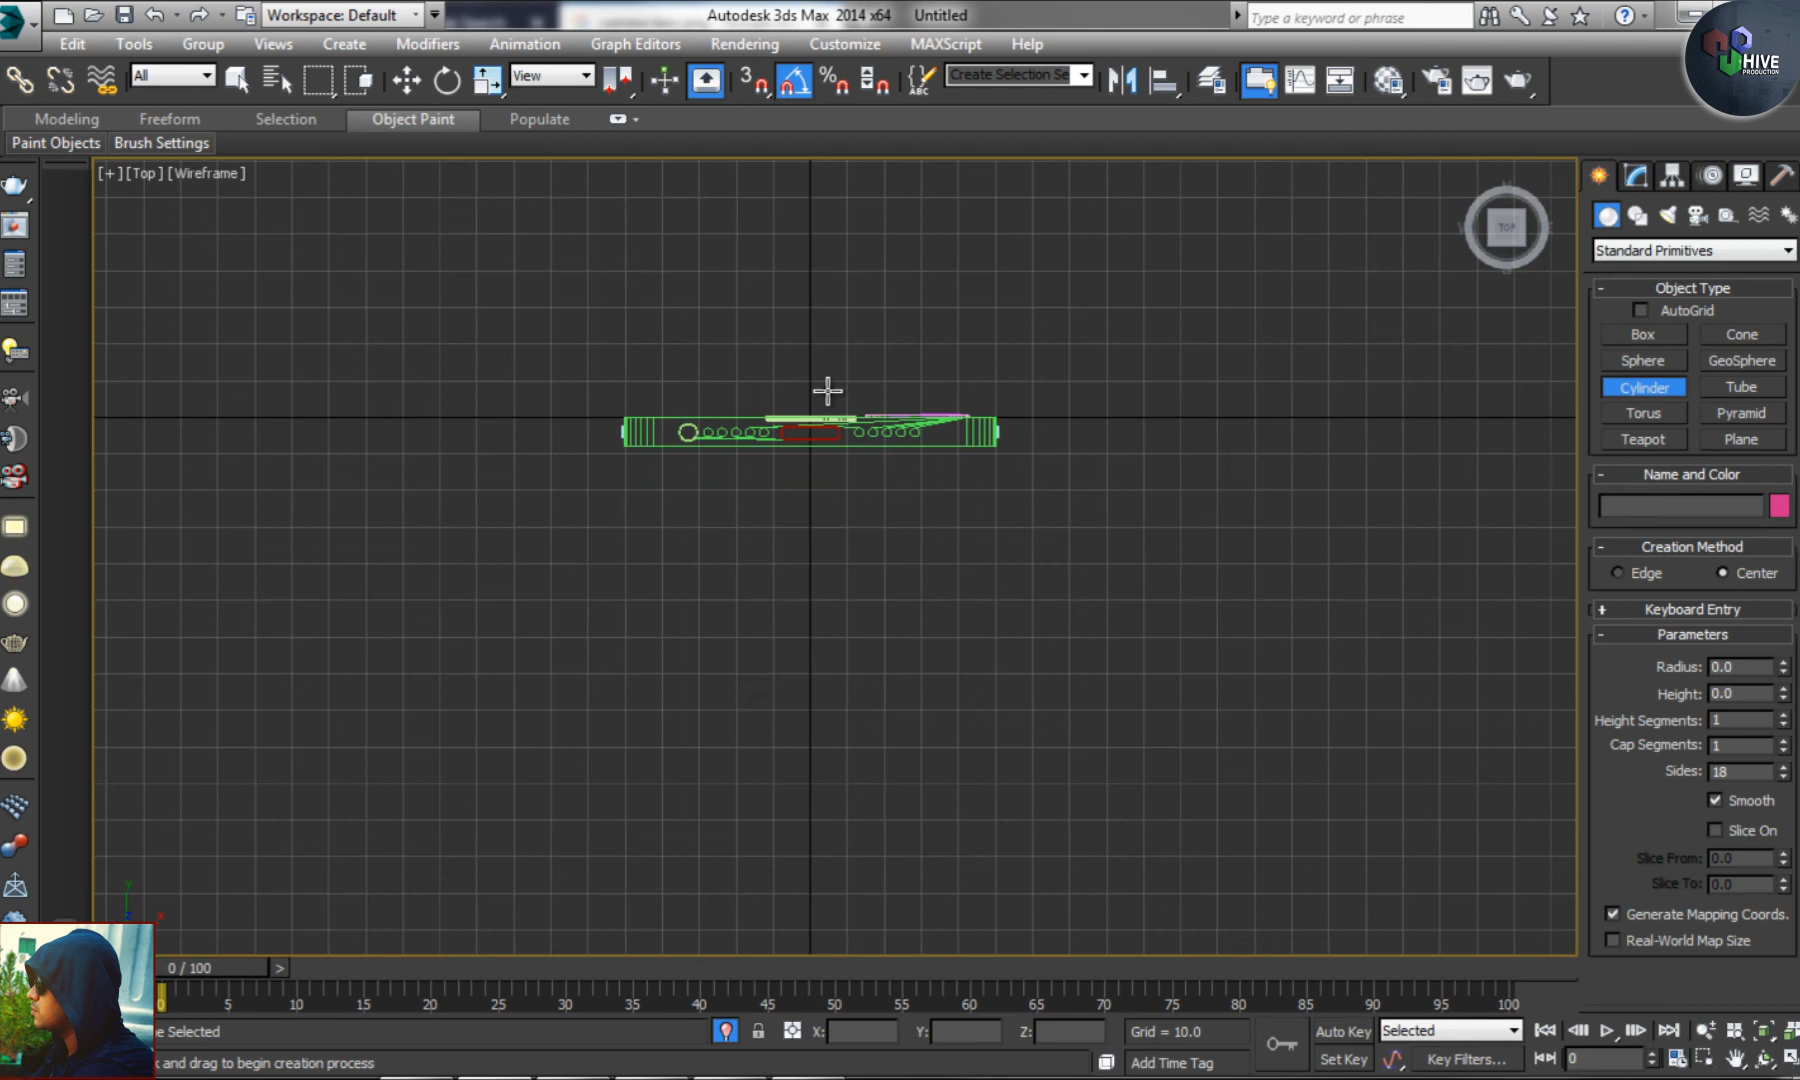 Workspace: Default
Autodesk 3ds Max 2014 x64 Untitled
Type a keyword or phrase
HIVE
PRODUCTION
Edit Tools Group Views Create Modifiers Animation Graph Editors Rendering Customize MAXScript Help
All
View
3
%
ABC
Create Selection Se
Modeling Freeform Selection Object Paint Populate
Paint Objects Brush Settings
[+] [Top] [Wireframe]
TOP
Standard Primitives
- Object Type
AutoGrid
Box Cone
Sphere GeoSphere
Cylinder Tube
Torus Pyramid
Teapot Plane
- Name and Color
- Creation Method
Edge Center
+ Keyboard Entry
- Parameters
Radius: 0.0
Height: 0.0
Height Segments: 1
Cap Segments: 1
Sides: 18
Smooth
Slice On
Slice From: 0.0
Slice To: 0.0
Generate Mapping Coords.
Real-World Map Size
y
z x
0 / 100 >
0 5 10 15 20 25 30 35 40 45 50 55 60 65 70 75 80 85 90 95 100
e Selected
X: Y: Z: Grid = 10.0
Auto Key Selected
k and drag to begin creation process
Add Time Tag
Set Key Key Filters... 0